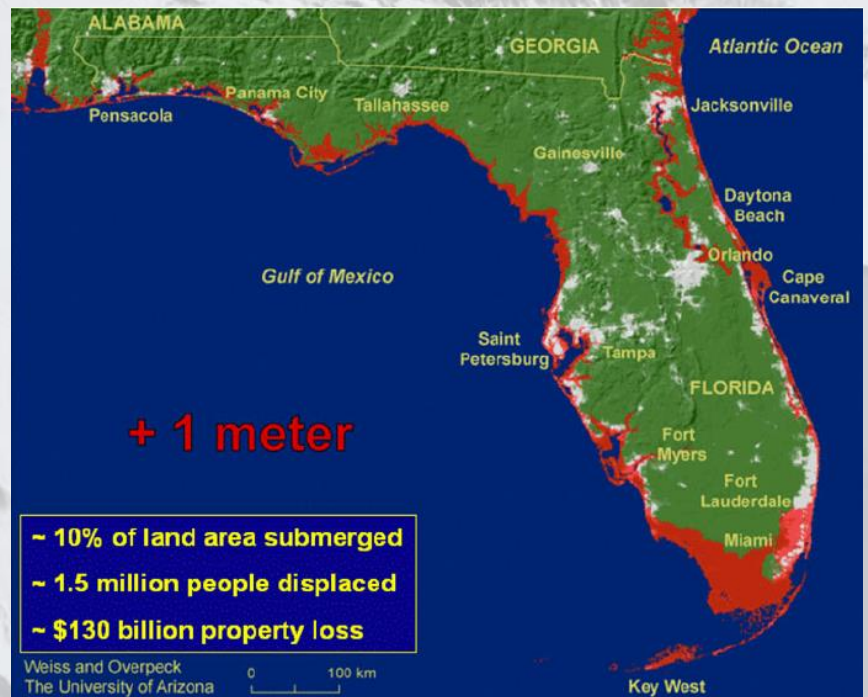 ALABAMA
GEORGIA
Atlantic Ocean
Panama City
Pensacola
Tallahassee
Jacksonville
Gainesville
Daytona
Beach
Orlando
Cape
Canaveral
Gulf of Mexico
Saint
Petersburg
Tampa
FLORIDA
+ 1 meter
Fort
Myers
Fort
Lauderdale
Miami
~ 10% of land area submerged
~ 1.5 million people displaced
~ $130 billion property loss
Weiss and Overpeck
The University of Arizona
0 100 km
Key West